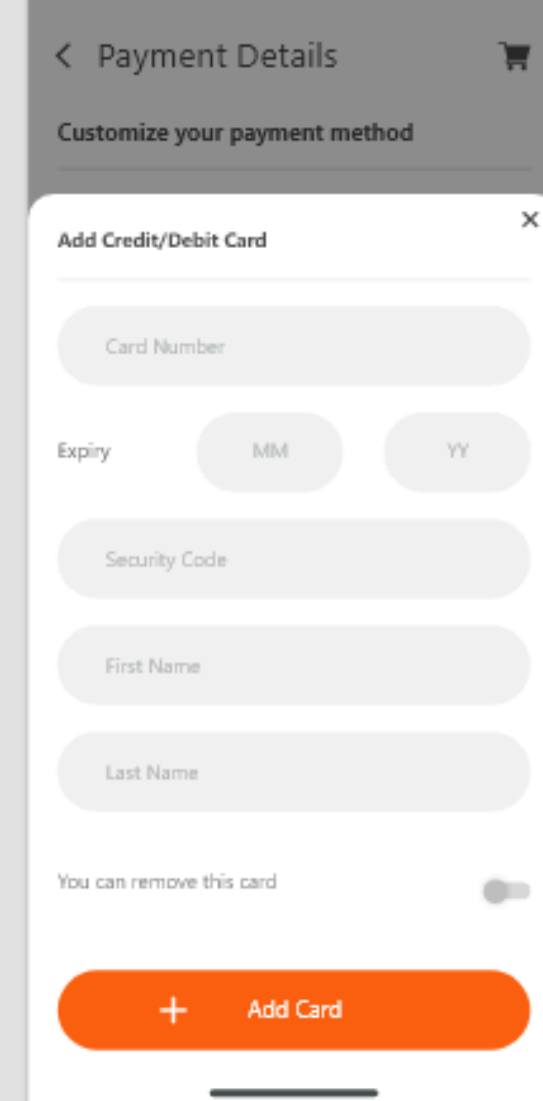 Payment Details
Customize your payment method
Add Credit/Debit Card
Card Number
Expiry MM YY
Security Code
First Name
Last Name
You can remove this card
Add Card